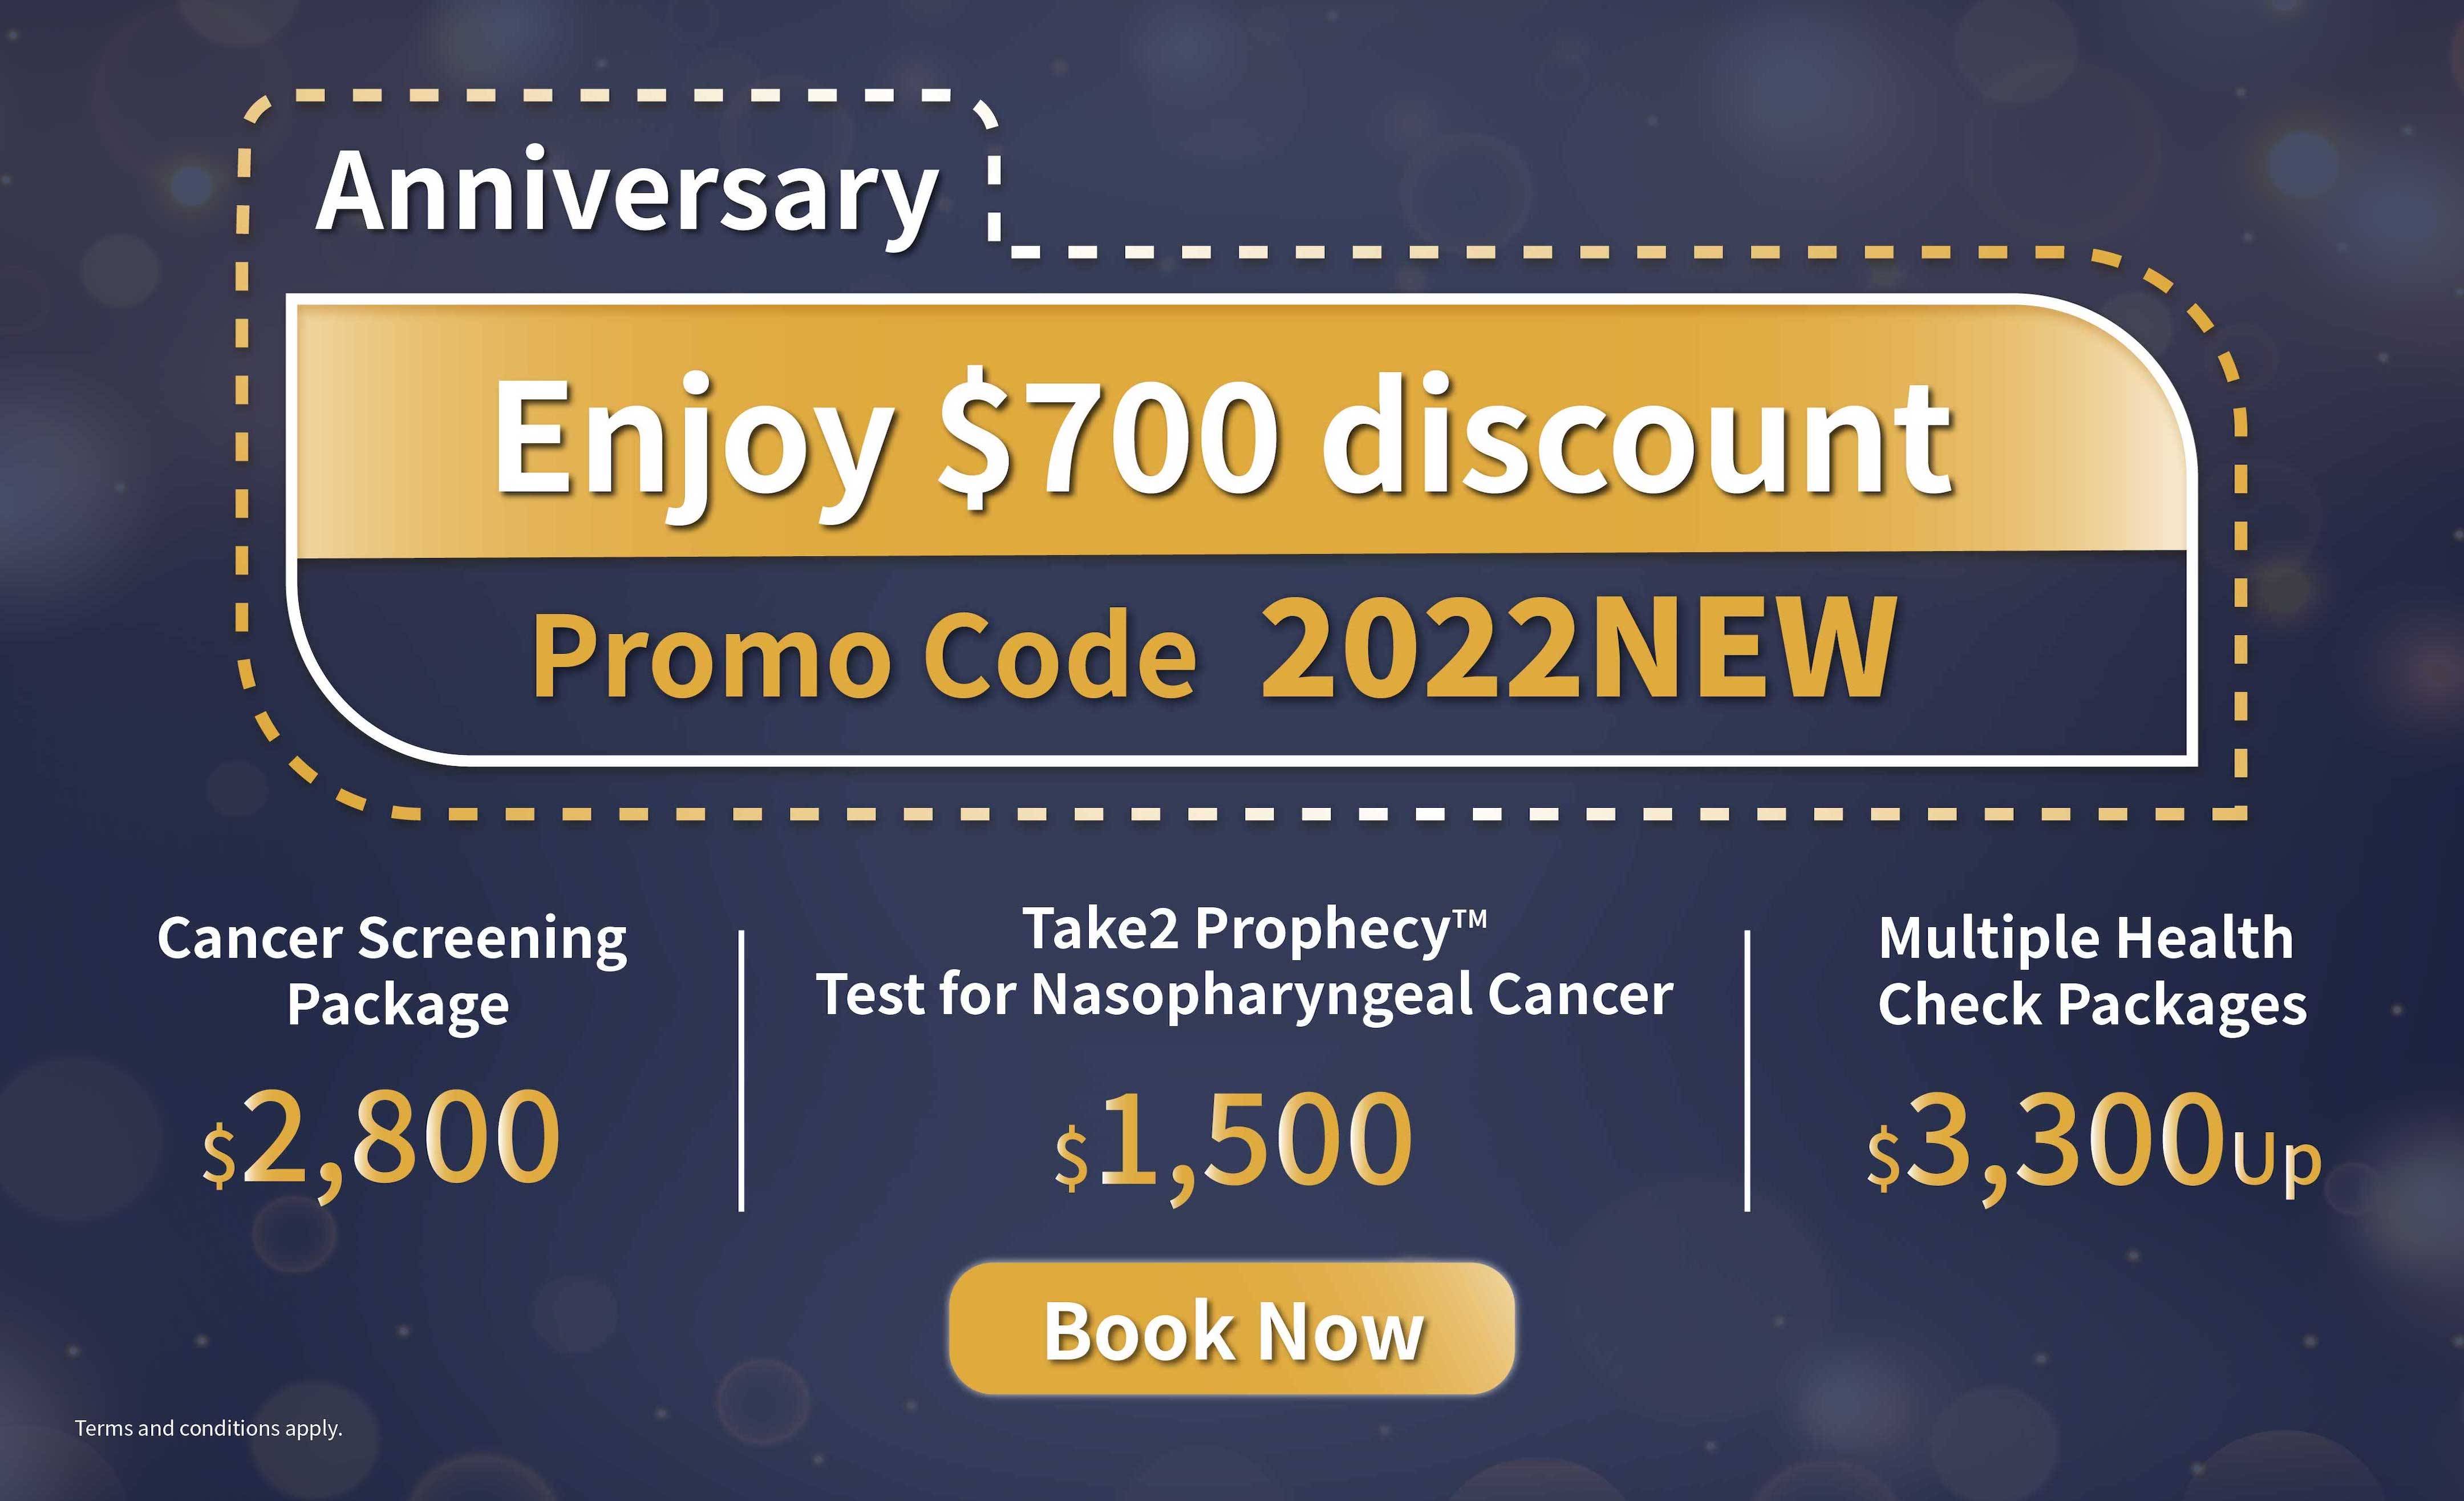 Anniversary
Enjoy $700 discount
Promo Code 2022NEW
Cancer Screening
Package
$2,800
Take2 Prophecy™
Test for Nasopharyngeal Cancer
$1,500
Multiple Health
Check Packages
$3,300Up
Book Now
Terms and conditions apply.